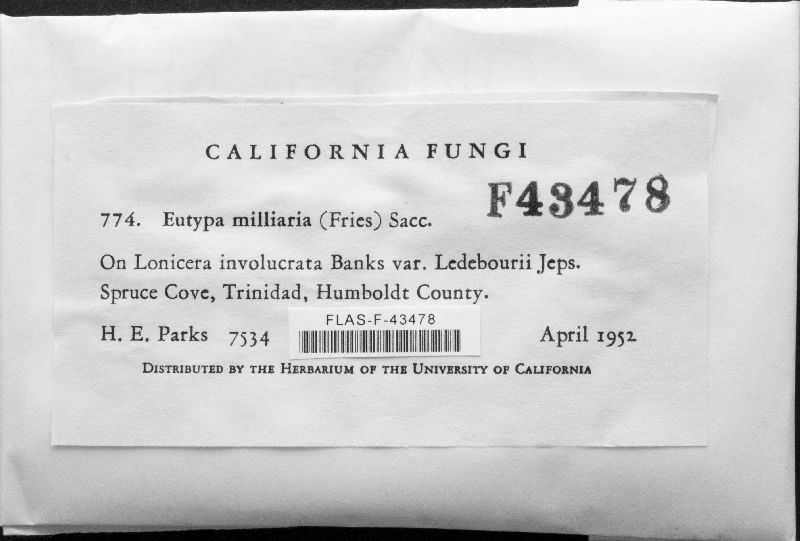 CALIFORNIA FUNGI
F43478
774. Eutypa milliaria (Fries) Sacc.
On Lonicera involucrata Banks var. Ledebourii Jeps.
Spruce Cove, Trinidad, Humboldt County.
FLAS-F-43478
H. E. Parks 7534 April 1952
DISTRIBUTED BY THE HERBARIUM OF THE UNIVERSITY OF CALIFORNIA